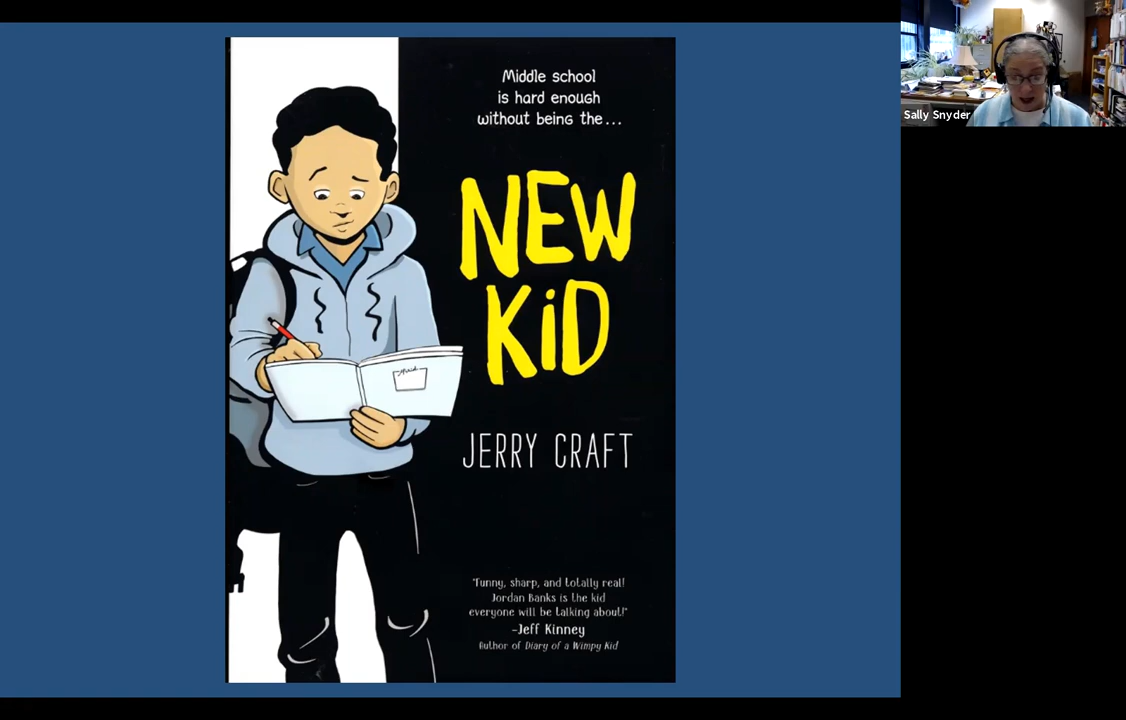 Middle school
is hard enough
without being the...
NEW
KiD
JERRY CRAFT
"Funny, sharp, and totally real!
Jordan Banks is the kid
everyone will be talking about!"
–Jeff Kinney
Author of Diary of a Wimpy Kid
Sally Snyder